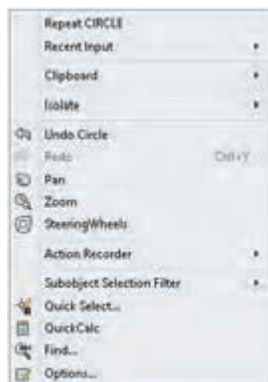 Repeat CIRCLE
Recent Input
Clipboard
Isolate
Undo Circle
Redo Ctrl+Y
Pan
Zoom
SteeringWheels
Action Recorder
Subobject Selection Filter
Quick Select...
QuickCalc
Find...
Options...